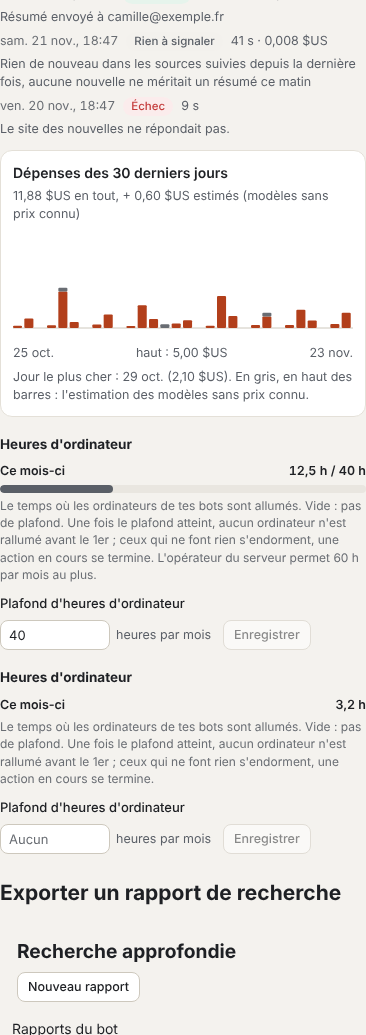 Résumé envoyé à camille@exemple.fr
sam. 21 nov., 18:47 Rien à signaler 41 s · 0,008 $US
Rien de nouveau dans les sources suivies depuis la dernière
fois, aucune nouvelle ne méritait un résumé ce matin
ven. 20 nov., 18:47 Échec 9 s
Le site des nouvelles ne répondait pas.
Dépenses des 30 derniers jours
11,88 $US en tout, + 0,60 $US estimés (modèles sans
prix connu)
25 oct. haut : 5,00 $US 23 nov.
Jour le plus cher : 29 oct. (2,10 $US). En gris, en haut des
barres : l'estimation des modèles sans prix connu.
Heures d'ordinateur
Ce mois-ci 12,5 h / 40 h
Le temps où les ordinateurs de tes bots sont allumés. Vide : pas
de plafond. Une fois le plafond atteint, aucun ordinateur n'est
rallumé avant le 1er ; ceux qui ne font rien s'endorment, une
action en cours se termine. L'opérateur du serveur permet 60 h
par mois au plus.
Plafond d'heures d'ordinateur
40 heures par mois Enregistrer
Heures d'ordinateur
Ce mois-ci 3,2 h
Le temps où les ordinateurs de tes bots sont allumés. Vide : pas
de plafond. Une fois le plafond atteint, aucun ordinateur n'est
rallumé avant le 1er ; ceux qui ne font rien s'endorment, une
action en cours se termine.
Plafond d'heures d'ordinateur
Aucun heures par mois Enregistrer
Exporter un rapport de recherche
Recherche approfondie
Nouveau rapport
Rapports du bot